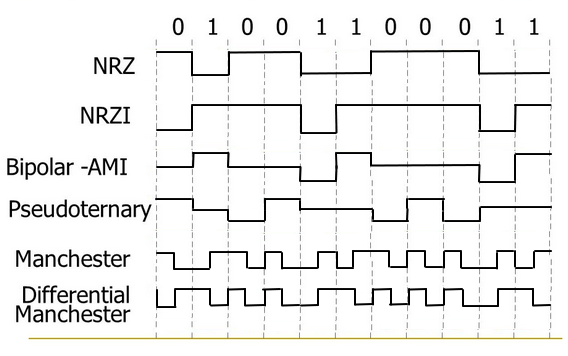 0 1 0 0 1 1 0 0 0 1 1
NRZ
NRZI
Bipolar -AMI
Pseudoternary
Manchester
Differential
Manchester